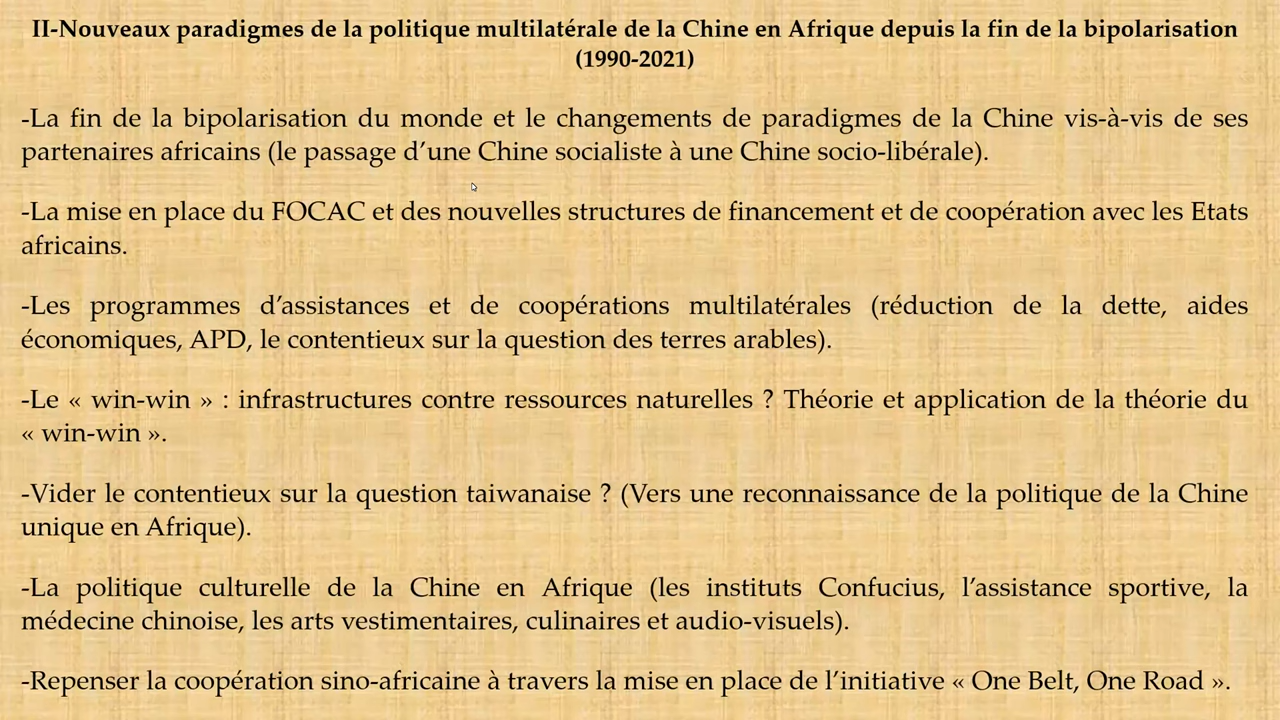 II-Nouveaux paradigmes de la politique multilatérale de la Chine en Afrique depuis la fin de la bipolarisation
(1990-2021)
-La fin de la bipolarisation du monde et le changements de paradigmes de la Chine vis-à-vis de ses
partenaires africains (le passage d’une Chine socialiste à une Chine socio-libérale).
-La mise en place du FOCAC et des nouvelles structures de financement et de coopération avec les Etats
africains.
-Les programmes d’assistances et de coopérations multilatérales (réduction de la dette, aides
économiques, APD, le contentieux sur la question des terres arables).
-Le « win-win » : infrastructures contre ressources naturelles ? Théorie et application de la théorie du
« win-win ».
-Vider le contentieux sur la question taiwanaise ? (Vers une reconnaissance de la politique de la Chine
unique en Afrique).
-La politique culturelle de la Chine en Afrique (les instituts Confucius, l’assistance sportive, la
médecine chinoise, les arts vestimentaires, culinaires et audio-visuels).
-Repenser la coopération sino-africaine à travers la mise en place de l’initiative « One Belt, One Road ».